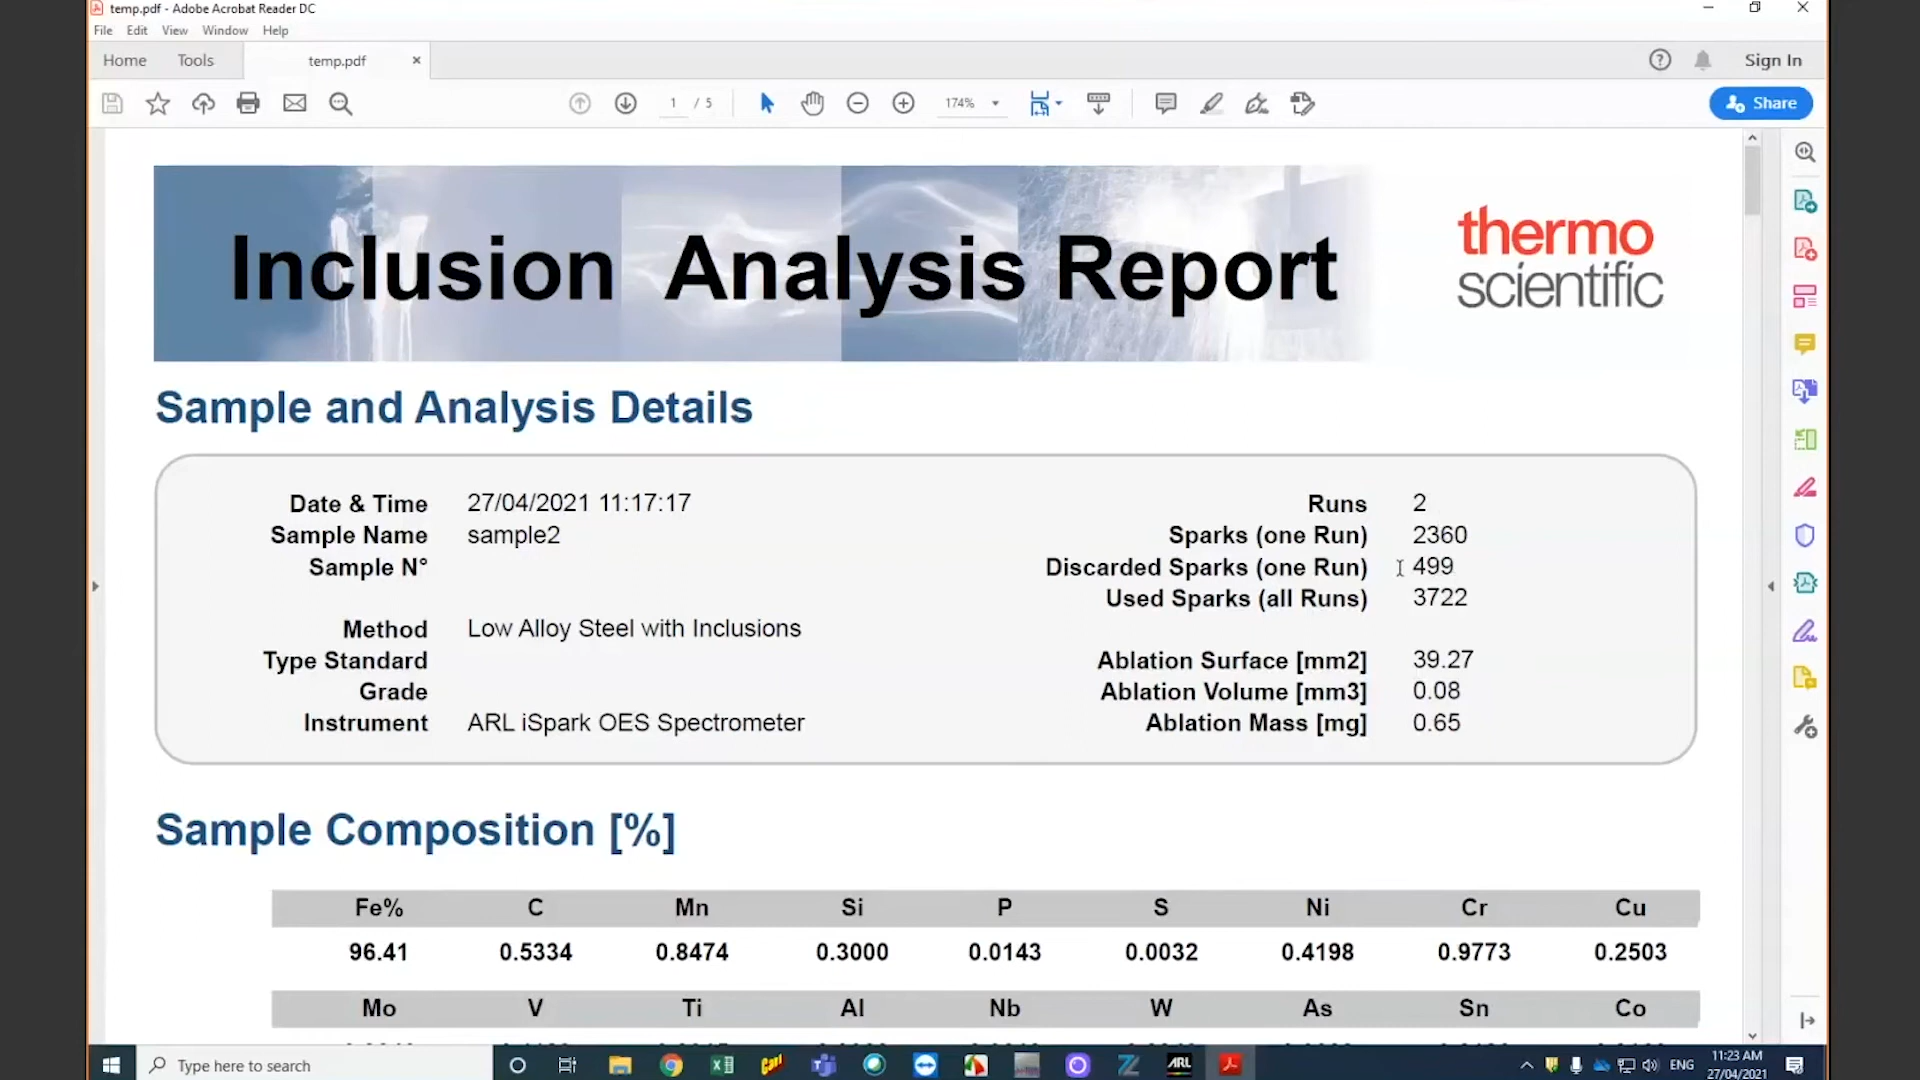 temp.pdf - Adobe Acrobat Reader DC
File Edit View Window Help
Home Tools temp.pdf × Sign In
1 / 5 174% Share
Inclusion Analysis Report
thermo
scientific
Sample and Analysis Details
Date & Time 27/04/2021 11:17:17 Runs 2
Sample Name sample2 Sparks (one Run) 2360
Sample N° Discarded Sparks (one Run) 499
Used Sparks (all Runs) 3722
Method Low Alloy Steel with Inclusions
Type Standard Ablation Surface [mm2] 39.27
Grade Ablation Volume [mm3] 0.08
Instrument ARL iSpark OES Spectrometer Ablation Mass [mg] 0.65
Sample Composition [%]
Fe% C Mn Si P S Ni Cr Cu
96.41 0.5334 0.8474 0.3000 0.0143 0.0032 0.4198 0.9773 0.2503
Mo V Ti Al Nb W As Sn Co
Type here to search ARL ENG 11:23 AM
27/04/2021